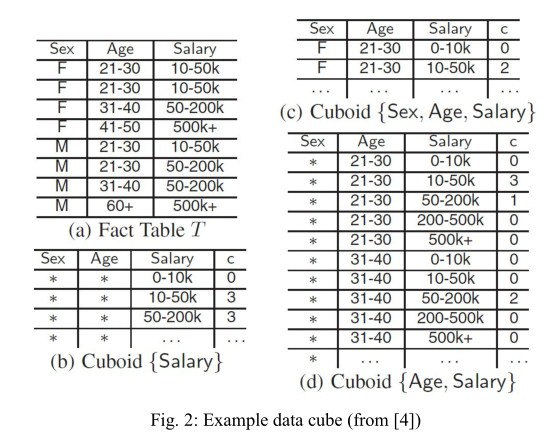 Sex Age Salary
F 21-30 10-50k
F 21-30 10-50k
F 31-40 50-200k
F 41-50 500k+
M 21-30 10-50k
M 21-30 50-200k
M 31-40 50-200k
M 60+ 500k+
(a) Fact Table T
Sex Age Salary c
* * 0-10k 0
* * 10-50k 3
* * 50-200k 3
* * ... ...
(b) Cuboid {Salary}
Sex Age Salary c
F 21-30 0-10k 0
F 21-30 10-50k 2
... ... ... ...
(c) Cuboid {Sex, Age, Salary}
Sex Age Salary c
* 21-30 0-10k 0
* 21-30 10-50k 3
* 21-30 50-200k 1
* 21-30 200-500k 0
* 21-30 500k+ 0
* 31-40 0-10k 0
* 31-40 10-50k 0
* 31-40 50-200k 2
* 31-40 200-500k 0
* 31-40 500k+ 0
* ... ... ...
(d) Cuboid {Age, Salary}
Fig. 2: Example data cube (from [4])